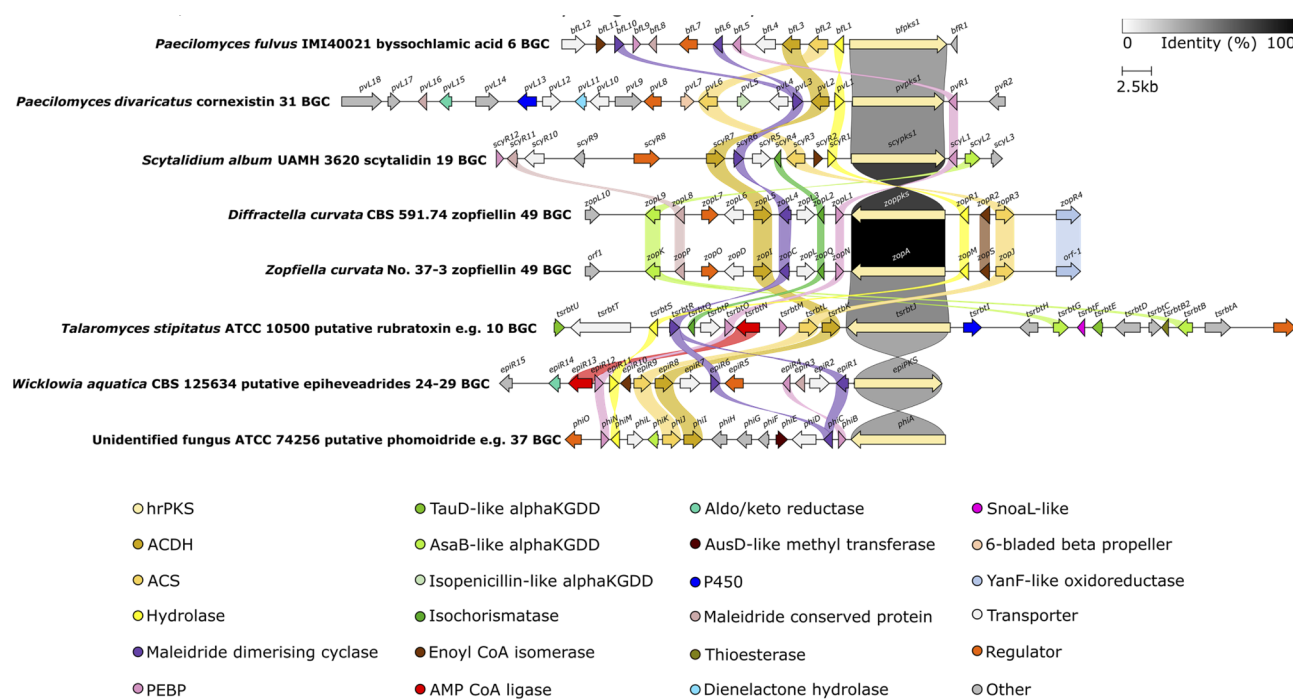 bfL12 bfL11 bfL10 bfL9 bfL8 bfL7 bfL6 bfL5 bfL4 bfL3 bfL2 bfL1 bfpks1 bfR1
Paecilomyces fulvus IMI40021 byssochlamic acid 6 BGC
0 Identity (%) 100
2.5kb
pvL18 pvL17 pvL16 pvL15 pvL14 pvL13 pvL12 pvL11 pvL10 pvL9 pvL8 pvL7 pvL6 pvL5 pvL4 pvL3 pvL2 pvL1 pvpks1 pvR1 pvR2
Paecilomyces divaricatus cornexistin 31 BGC
scyR12 scyR11 scyR10 scyR9 scyR8 scyR7 scyR6 scyR5 scyR4 scyR3 scyR2 scyR1 scypks1 scyL1 scyL2 scyL3
Scytalidium album UAMH 3620 scytalidin 19 BGC
zopL10 zopL9 zopL8 zopL7 zopL6 zopL5 zopL4 zopL3 zopL2 zopL1 zoppks zopR1 zopR2 zopR3 zopR4
Diffractella curvata CBS 591.74 zopfiellin 49 BGC
orf1 zopK zopP zopO zopD zopI zopC zopL zopQ zopN zopA zopM zopS zopJ orf-1
Zopfiella curvata No. 37-3 zopfiellin 49 BGC
tsrbtU tsrbtT tsrbtS tsrbtR tsrbtQ tsrbtP tsrbtO tsrbtN tsrbtM tsrbtL tsrbtK tsrbtJ tsrbtI tsrbtH tsrbtG tsrbtF tsrbtE tsrbtD tsrbtC tsrbtB2 tsrbtB tsrbtA
Talaromyces stipitatus ATCC 10500 putative rubratoxin e.g. 10 BGC
epiR15 epiR14 epiR13 epiR12 epiR11 epiR10 epiR9 epiR8 epiR7 epiR6 epiR5 epiR4 epiR3 epiR2 epiR1 epiPKS
Wicklowia aquatica CBS 125634 putative epiheveadrides 24-29 BGC
phiO phiN phiM phiL phiK phiJ phiI phiH phiG phiF phiE phiD phiC phiB phiA
Unidentified fungus ATCC 74256 putative phomoidride e.g. 37 BGC
hrPKS
TauD-like alphaKGDD
Aldo/keto reductase
SnoaL-like
ACDH
AsaB-like alphaKGDD
AusD-like methyl transferase
6-bladed beta propeller
ACS
Isopenicillin-like alphaKGDD
P450
YanF-like oxidoreductase
Hydrolase
Isochorismatase
Maleidride conserved protein
Transporter
Maleidride dimerising cyclase
Enoyl CoA isomerase
Thioesterase
Regulator
PEBP
AMP CoA ligase
Dienelactone hydrolase
Other